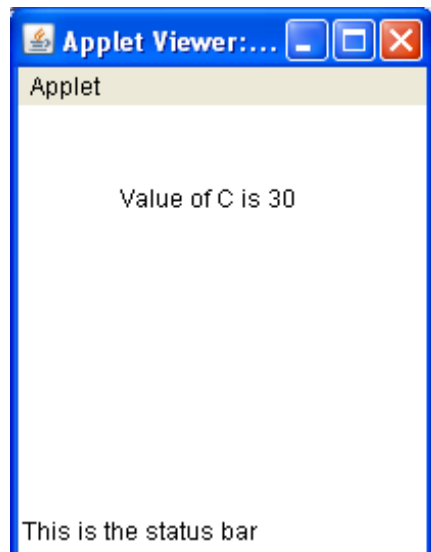 Applet Viewer:...
Applet
Value of C is 30
This is the status bar